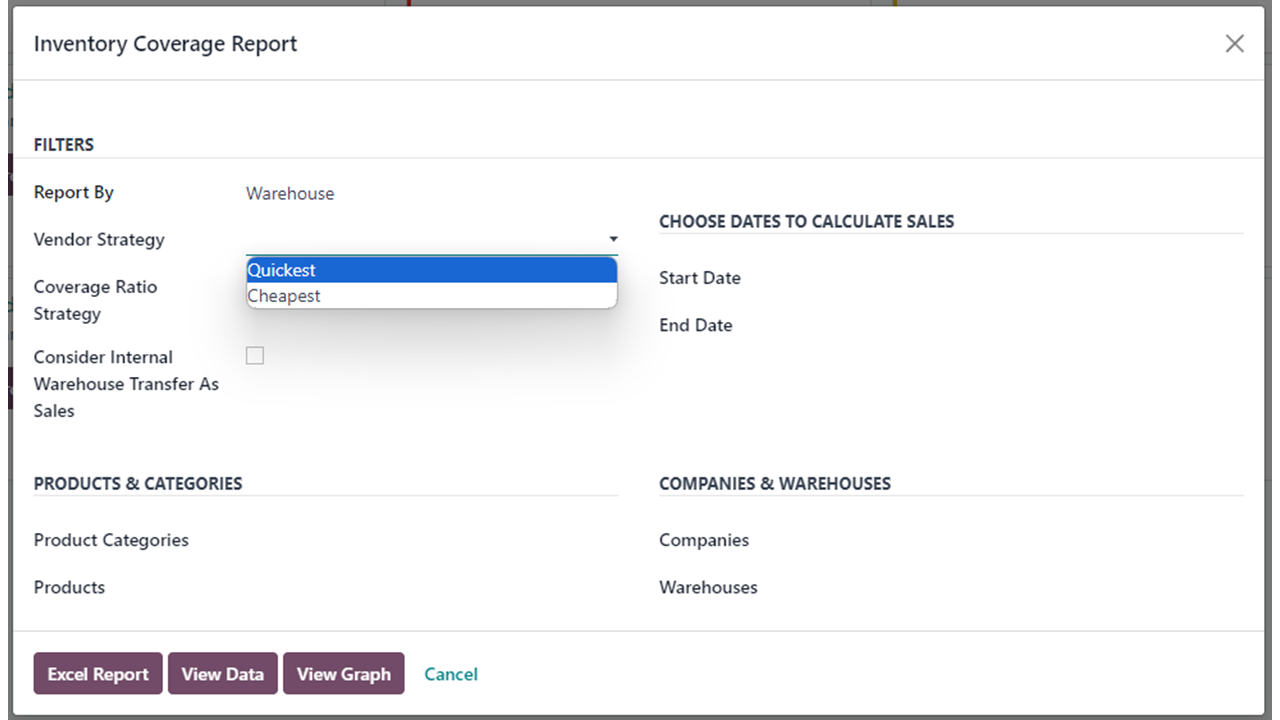 Inventory Coverage Report
FILTERS
Report By
Warehouse
Vendor Strategy
Quickest
Cheapest
Coverage Ratio
Strategy
Consider Internal
Warehouse Transfer As
Sales
CHOOSE DATES TO CALCULATE SALES
Start Date
End Date
PRODUCTS & CATEGORIES
Product Categories
Products
COMPANIES & WAREHOUSES
Companies
Warehouses
Excel Report
View Data
View Graph
Cancel